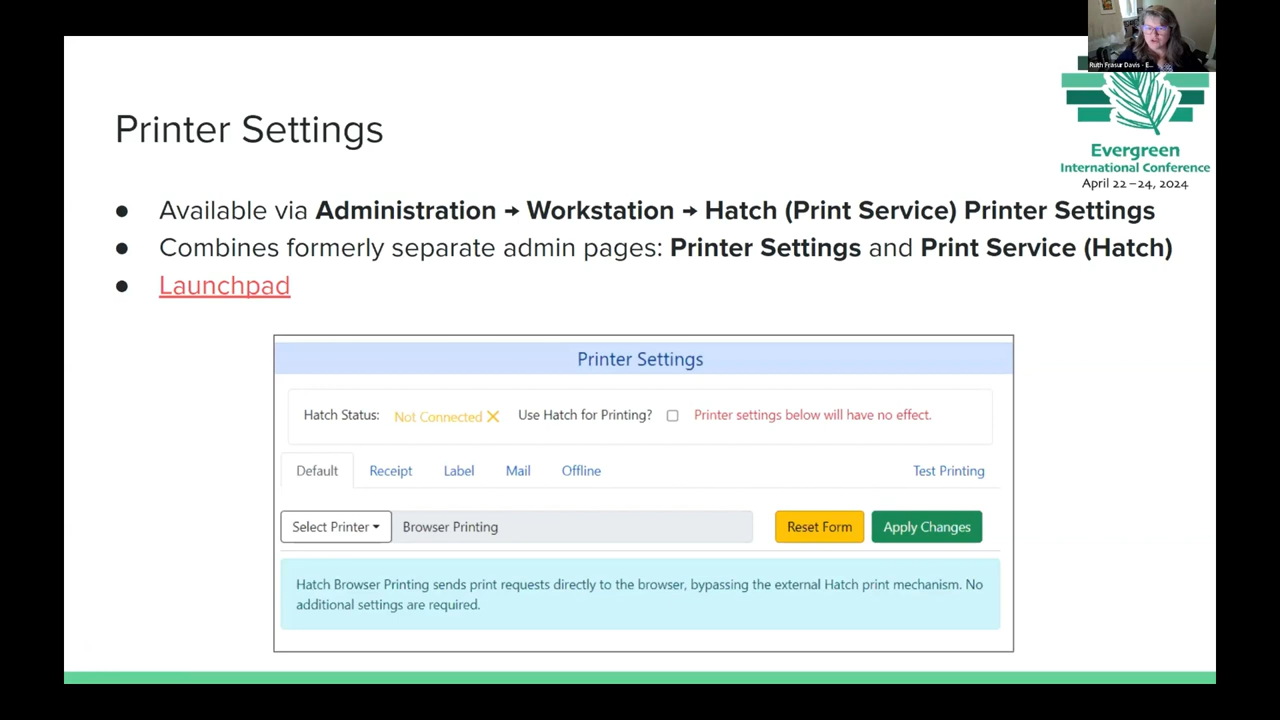 Ruth Frasur Davis - E...
Evergreen
International Conference
April 22–24, 2024
Printer Settings
● Available via Administration → Workstation → Hatch (Print Service) Printer Settings
● Combines formerly separate admin pages: Printer Settings and Print Service (Hatch)
● Launchpad
Printer Settings
Hatch Status: Not Connected ✕ Use Hatch for Printing? Printer settings below will have no effect.
Default Receipt Label Mail Offline Test Printing
Select Printer Browser Printing Reset Form Apply Changes
Hatch Browser Printing sends print requests directly to the browser, bypassing the external Hatch print mechanism. No
additional settings are required.